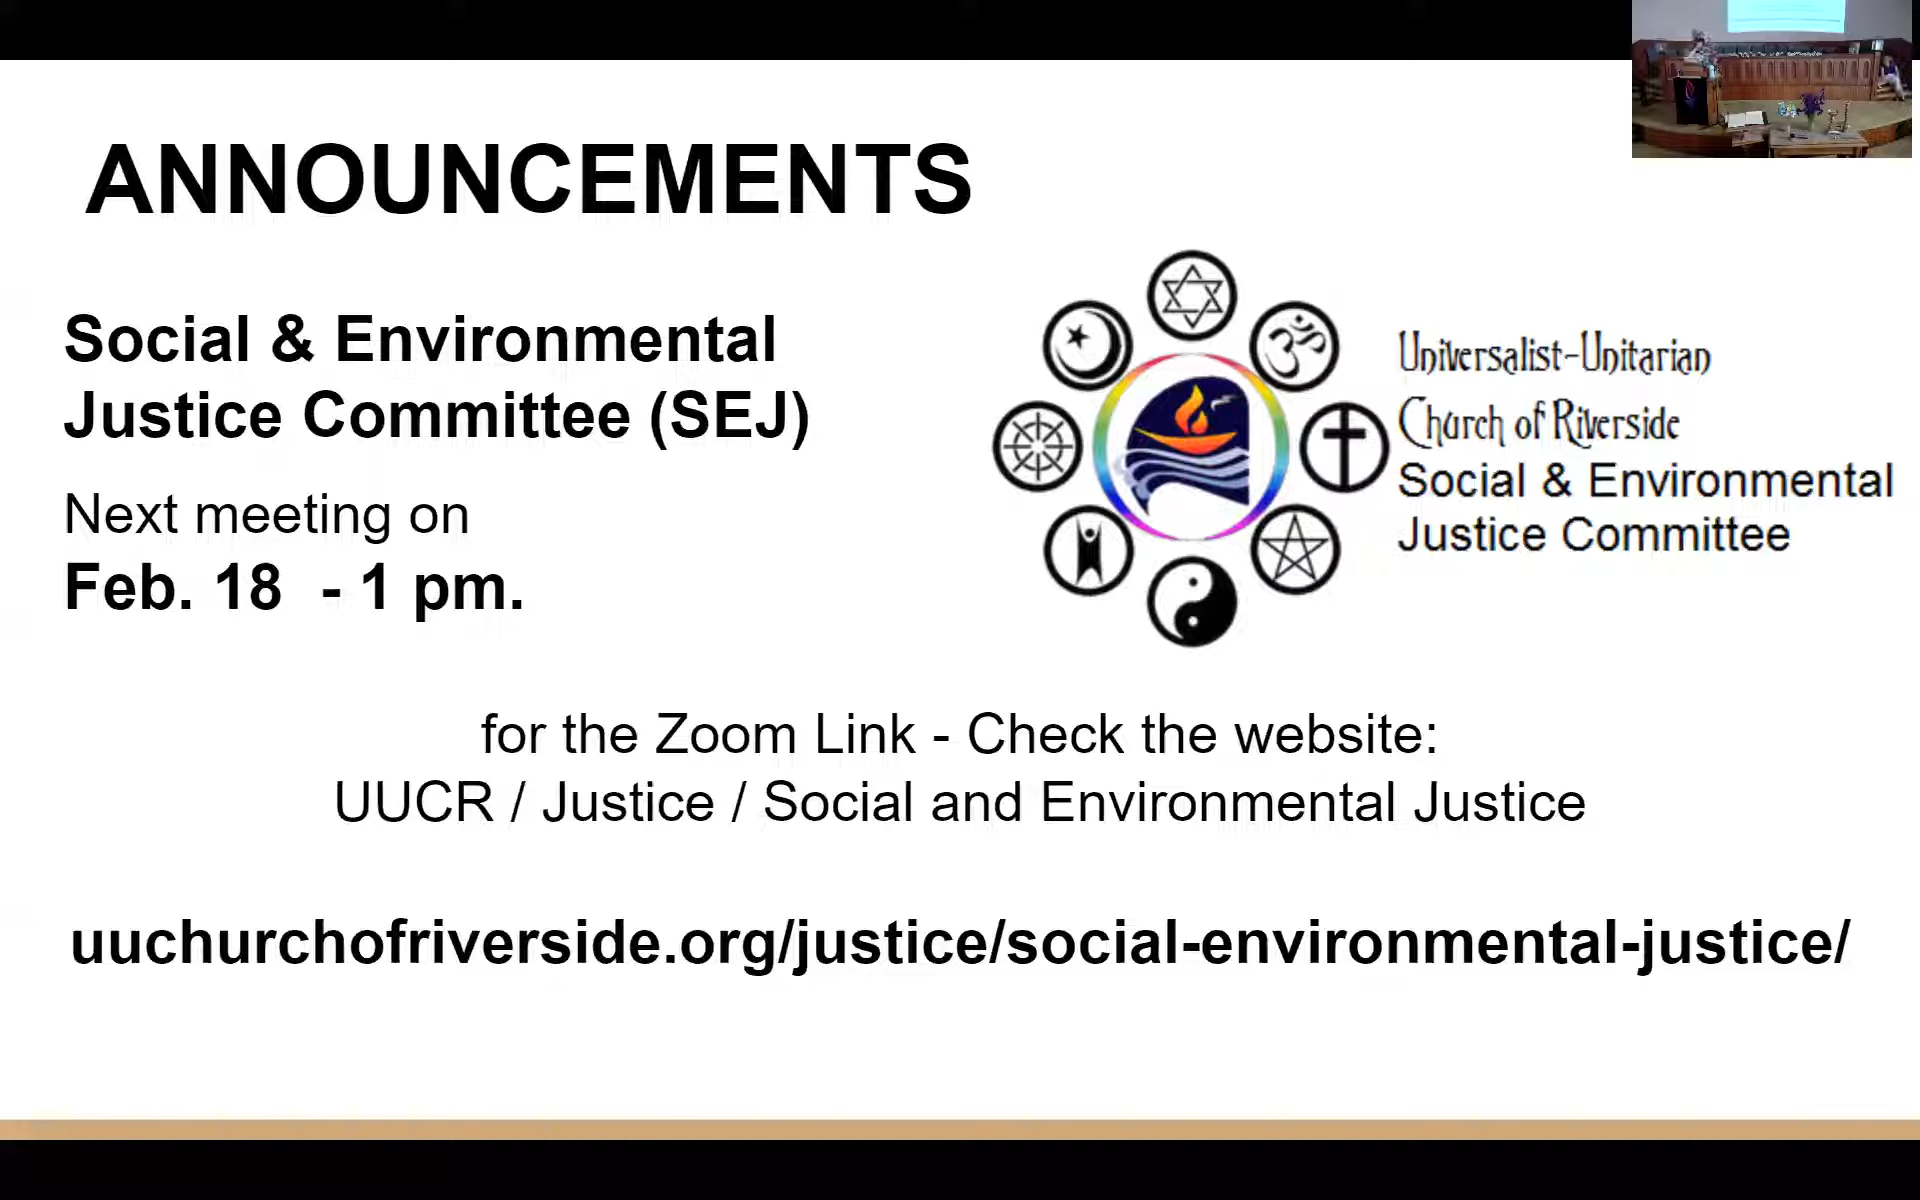 ANNOUNCEMENTS
Social & Environmental
Justice Committee (SEJ)
Next meeting on
Feb. 18  - 1 pm.
Universalist-Unitarian
Church of Riverside
Social & Environmental
Justice Committee
for the Zoom Link - Check the website:
UUCR / Justice / Social and Environmental Justice
uuchurchofriverside.org/justice/social-environmental-justice/